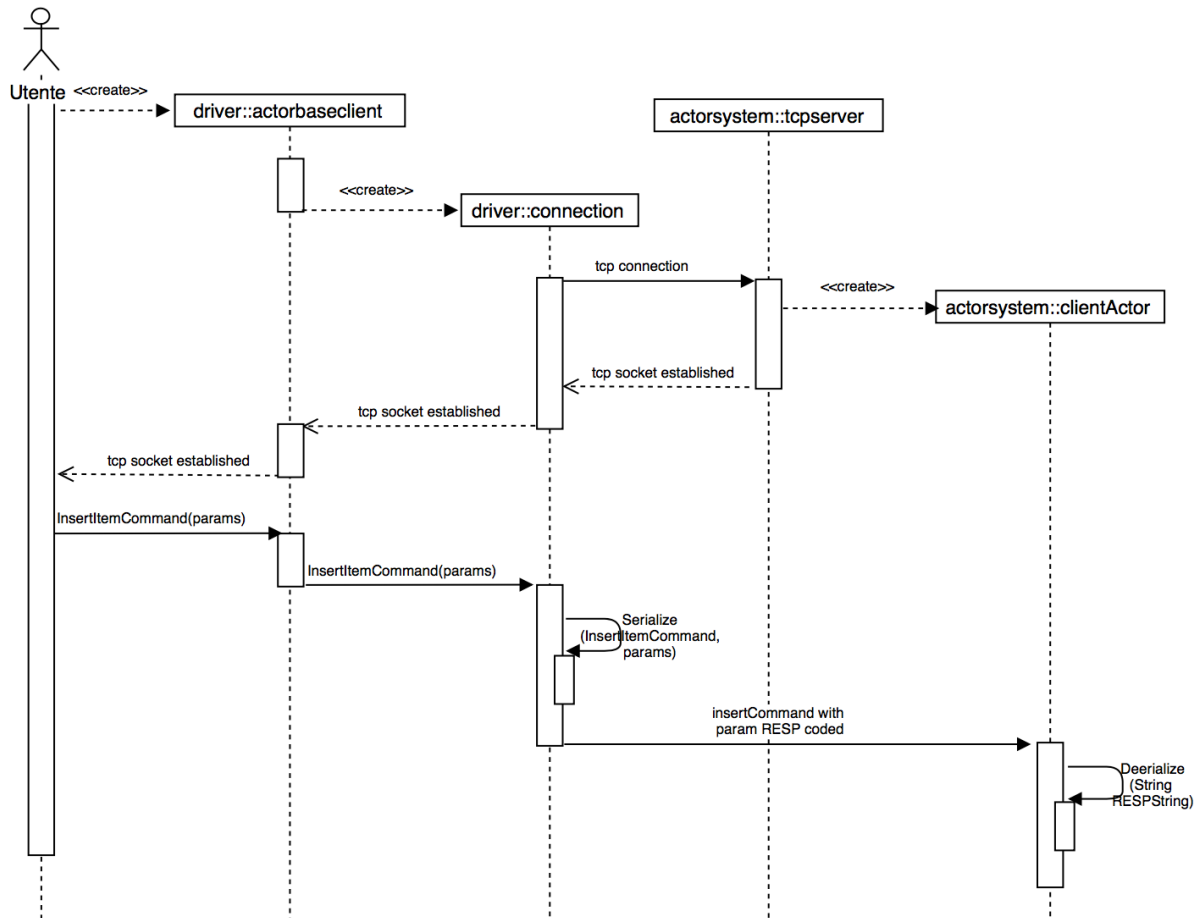 Utente
<<create>>
driver::actorbaseclient
actorsystem::tcpserver
<<create>>
driver::connection
tcp connection
<<create>>
actorsystem::clientActor
tcp socket established
tcp socket established
tcp socket established
InsertItemCommand(params)
InsertItemCommand(params)
Serialize
(InsertItemCommand,
params)
insertCommand with
param RESP coded
Deerialize
(String
RESPString)